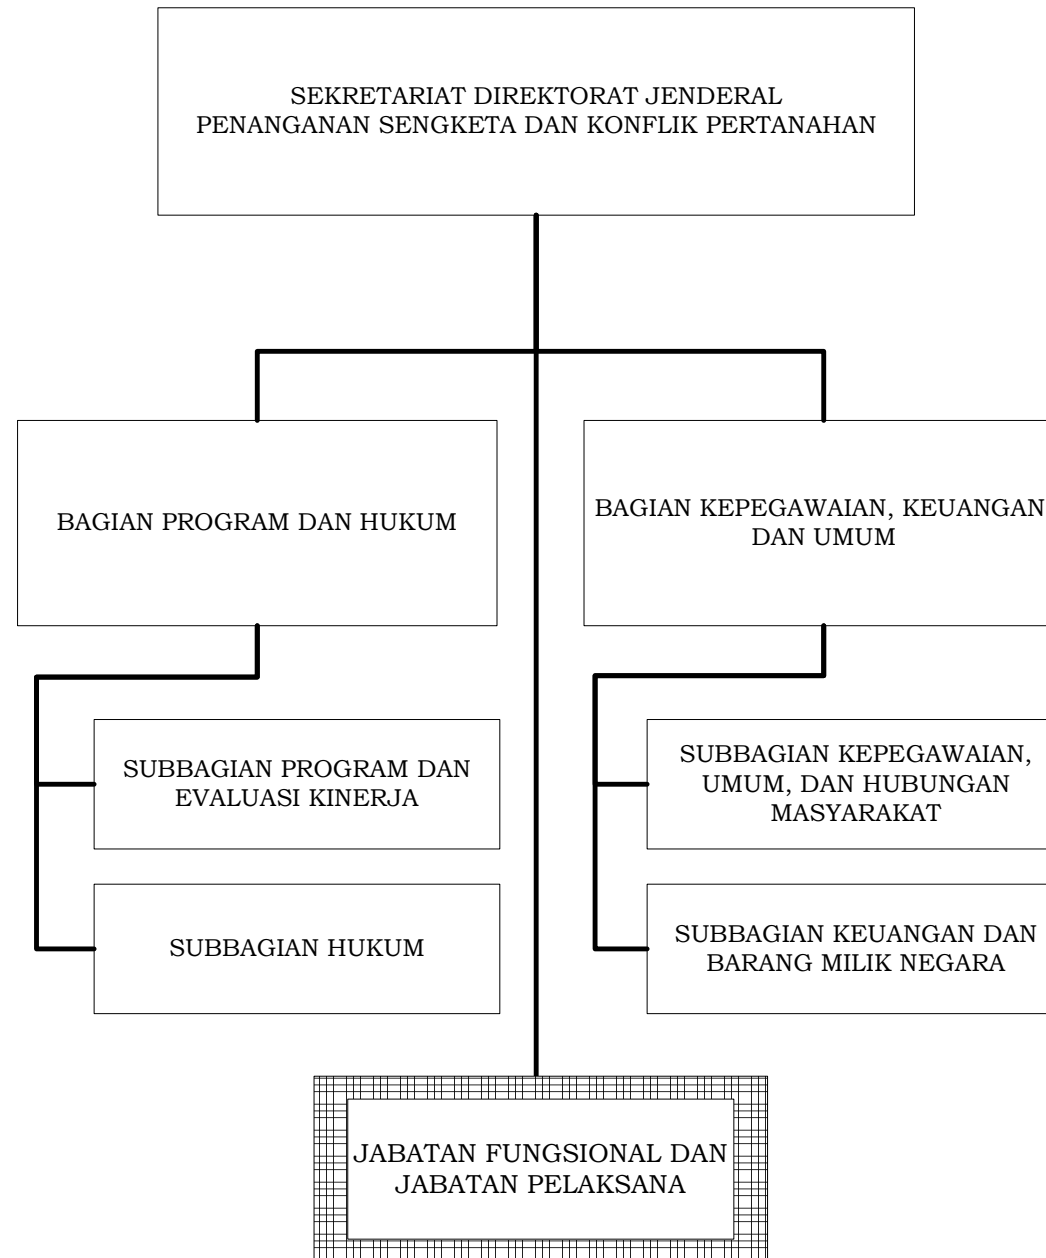 SEKRETARIAT DIREKTORAT JENDERAL
PENANGANAN SENGKETA DAN KONFLIK PERTANAHAN
BAGIAN PROGRAM DAN HUKUM
BAGIAN KEPEGAWAIAN, KEUANGAN
DAN UMUM
SUBBAGIAN PROGRAM DAN
EVALUASI KINERJA
SUBBAGIAN KEPEGAWAIAN,
UMUM, DAN HUBUNGAN
MASYARAKAT
SUBBAGIAN HUKUM
SUBBAGIAN KEUANGAN DAN
BARANG MILIK NEGARA
JABATAN FUNGSIONAL DAN
JABATAN PELAKSANA